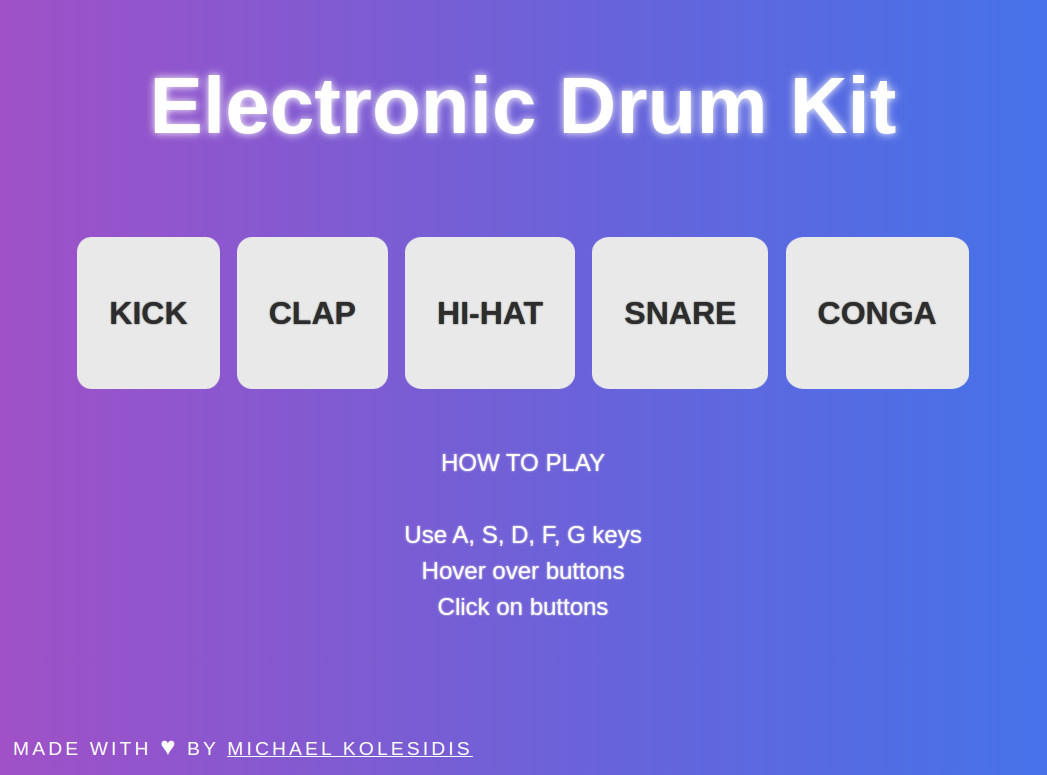 Electronic Drum Kit
KICK
CLAP
HI-HAT
SNARE
CONGA
HOW TO PLAY
Use A, S, D, F, G keys
Hover over buttons
Click on buttons
MADE WITH ♥ BY MICHAEL KOLESIDIS